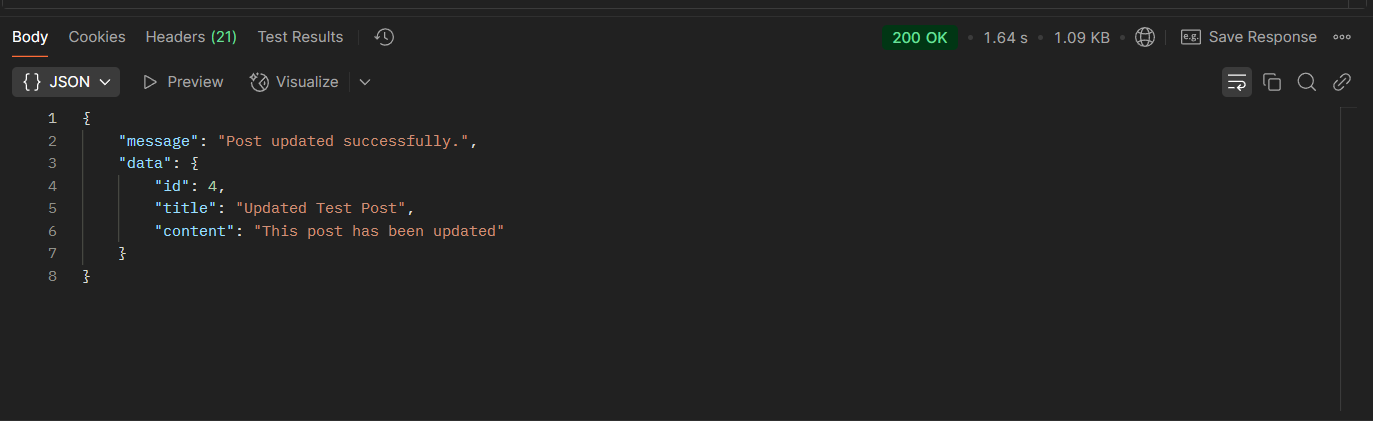 Body Cookies Headers (21) Test Results 200 OK • 1.64 s • 1.09 KB • e.g. Save Response
{} JSON Preview Visualize
1 {
2 "message": "Post updated successfully.",
3 "data": {
4 "id": 4,
5 "title": "Updated Test Post",
6 "content": "This post has been updated"
7 }
8 }